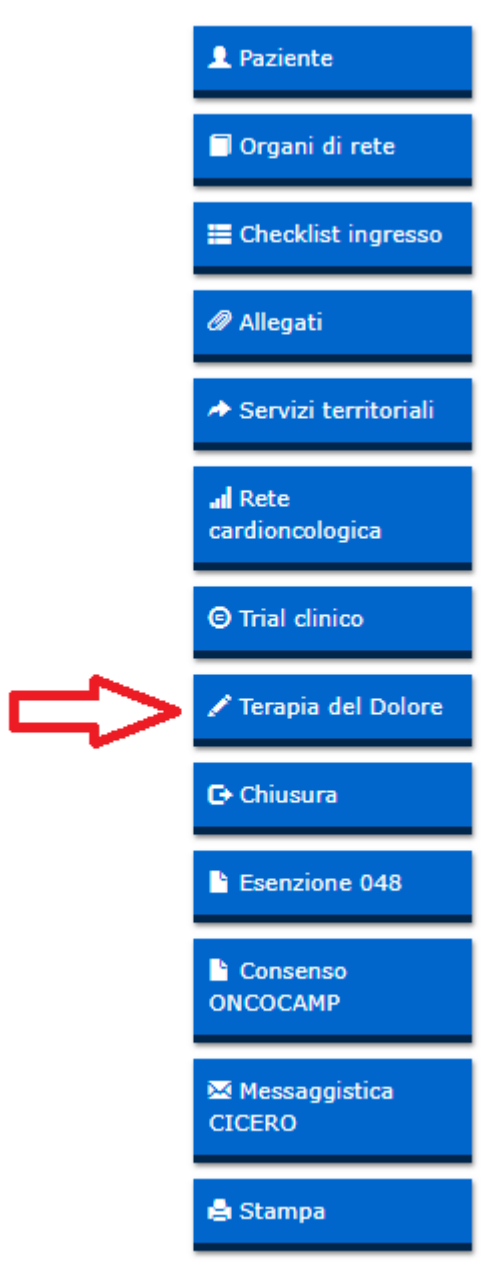 Paziente
Organi di rete
Checklist ingresso
Allegati
Servizi territoriali
Rete
cardioncologica
Trial clinico
Terapia del Dolore
Chiusura
Esenzione 048
Consenso
ONCOCAMP
Messaggistica
CICERO
Stampa